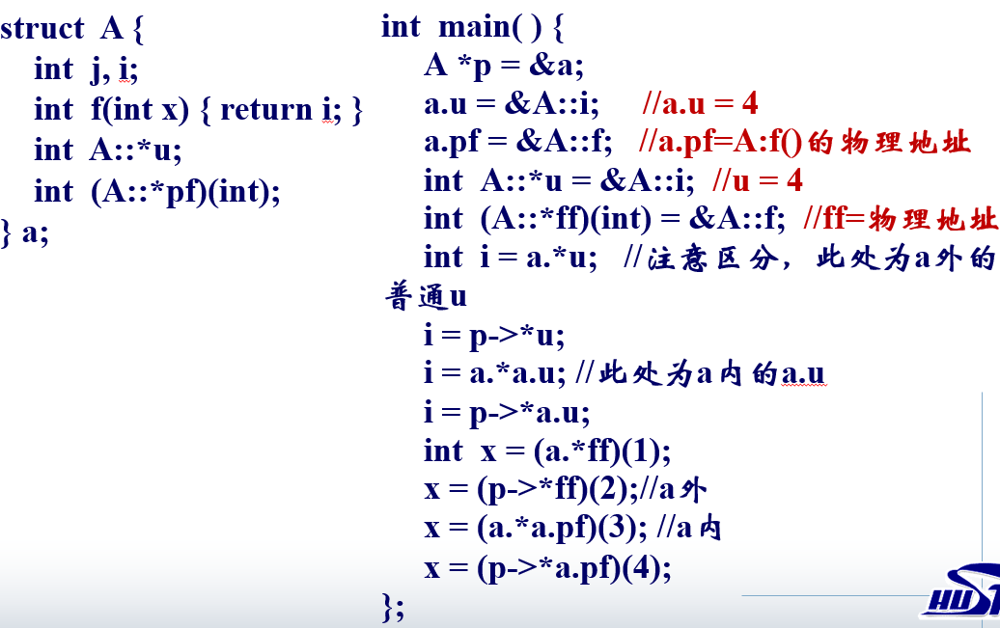 struct A {
int j, i;
int f(int x) { return i; }
int A::*u;
int (A::*pf)(int);
} a;
int main( ) {
A *p = &a;
a.u = &A::i; //a.u = 4
a.pf = &A::f; //a.pf=A:f()的物理地址
int A::*u = &A::i; //u = 4
int (A::*ff)(int) = &A::f; //ff=物理地址
int i = a.*u; //注意区分，此处为a外的
普通u
i = p->*u;
i = a.*a.u; //此处为a内的a.u
i = p->*a.u;
int x = (a.*ff)(1);
x = (p->*ff)(2);//a外
x = (a.*a.pf)(3); //a内
x = (p->*a.pf)(4);
};